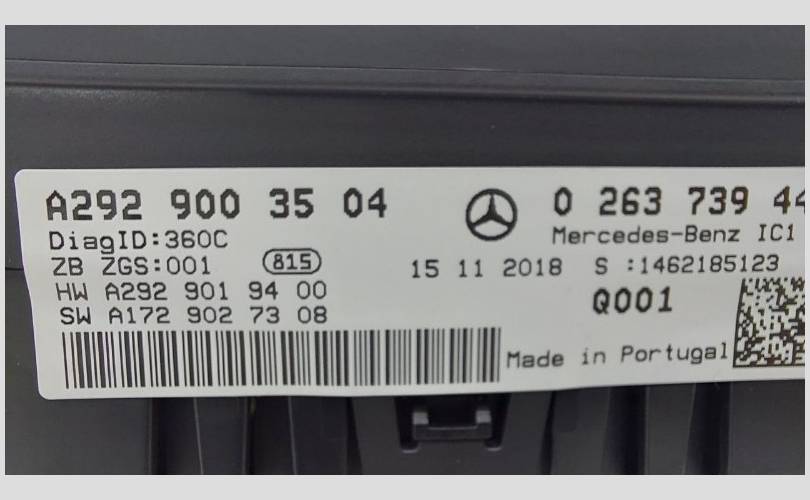 A292 900 35 04 0 263 739 44
DiagID:360C Mercedes-Benz IC1
ZB ZGS:001 815 15 11 2018 S :1462185123
HW A292 901 94 00 Q001
SW A172 902 73 08
Made in Portugal